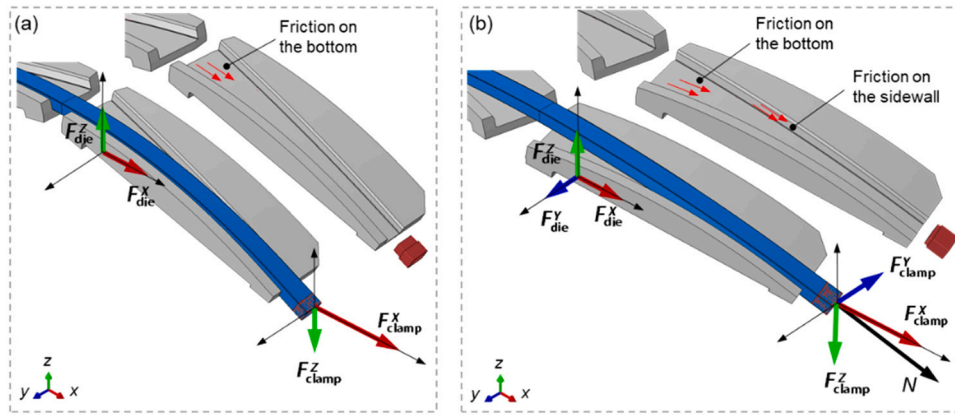 (a)
Friction on
the bottom
F^Z_die
F^X_die
F^X_clamp
F^Z_clamp
z
y
x
(b)
Friction on
the bottom
Friction on
the sidewall
F^Z_die
F^Y_die
F^X_die
F^Y_clamp
F^X_clamp
F^Z_clamp
N
z
y
x